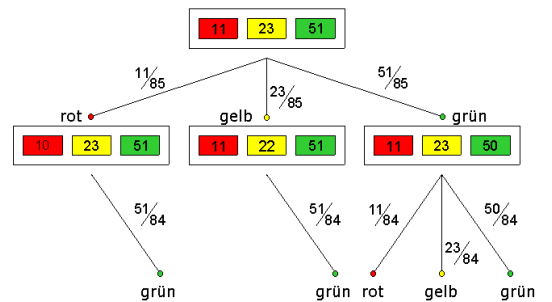 11 23 51
11/85 23/85 51/85
rot gelb grün
10 23 51 11 22 51 11 23 50
51/84 51/84 11/84 23/84 50/84
grün grün rot gelb grün